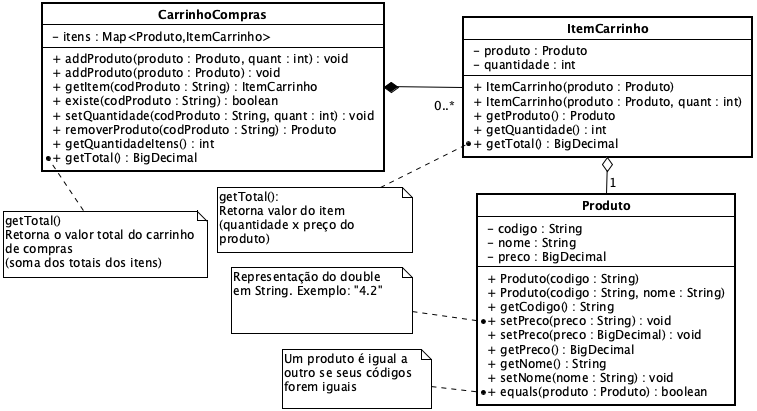 CarrinhoCompras
- itens : Map<Produto,ItemCarrinho>
+ addProduto(produto : Produto, quant : int) : void
+ addProduto(produto : Produto) : void
+ getItem(codProduto : String) : ItemCarrinho
+ existe(codProduto : String) : boolean
+ setQuantidade(codProduto : String, quant : int) : void
+ removerProduto(codProduto : String) : Produto
+ getQuantidadeItens() : int
+ getTotal() : BigDecimal
0..*
ItemCarrinho
- produto : Produto
- quantidade : int
+ ItemCarrinho(produto : Produto)
+ ItemCarrinho(produto : Produto, quant : int)
+ getProduto() : Produto
+ getQuantidade() : int
+ getTotal() : BigDecimal
1
getTotal()
Retorna o valor total do carrinho
de compras
(soma dos totais dos itens)
getTotal():
Retorna valor do item
(quantidade x preço do
produto)
Produto
- codigo : String
- nome : String
- preco : BigDecimal
+ Produto(codigo : String)
+ Produto(codigo : String, nome : String)
+ getCodigo() : String
+ setPreco(preco : String) : void
+ setPreco(preco : BigDecimal) : void
+ getPreco() : BigDecimal
+ getNome() : String
+ setNome(nome : String) : void
+ equals(produto : Produto) : boolean
Representação do double
em String. Exemplo: "4.2"
Um produto é igual a
outro se seus códigos
forem iguais